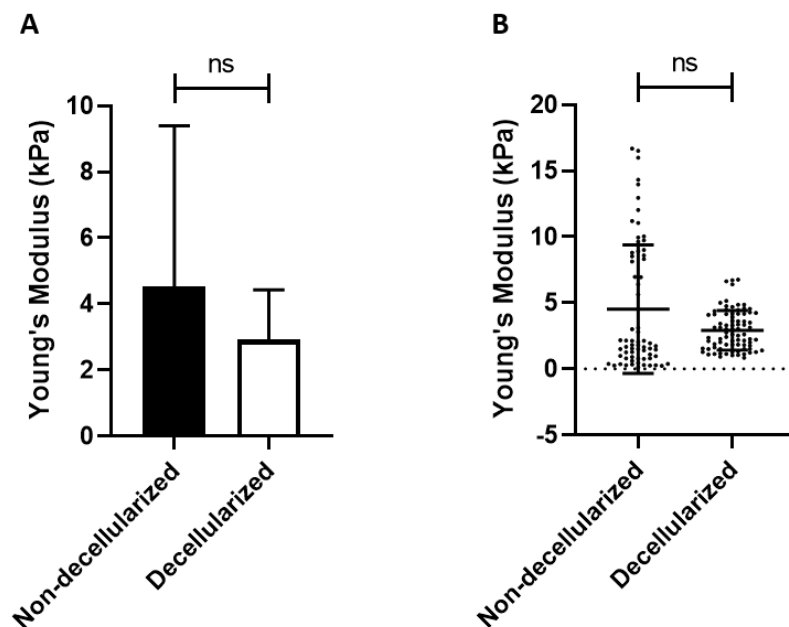 A
ns
Young's Modulus (kPa)
10
8
6
4
2
0
Non-decellularized
Decellularized
B
ns
Young's Modulus (kPa)
20
15
10
5
0
-5
Non-decellularized
Decellularized